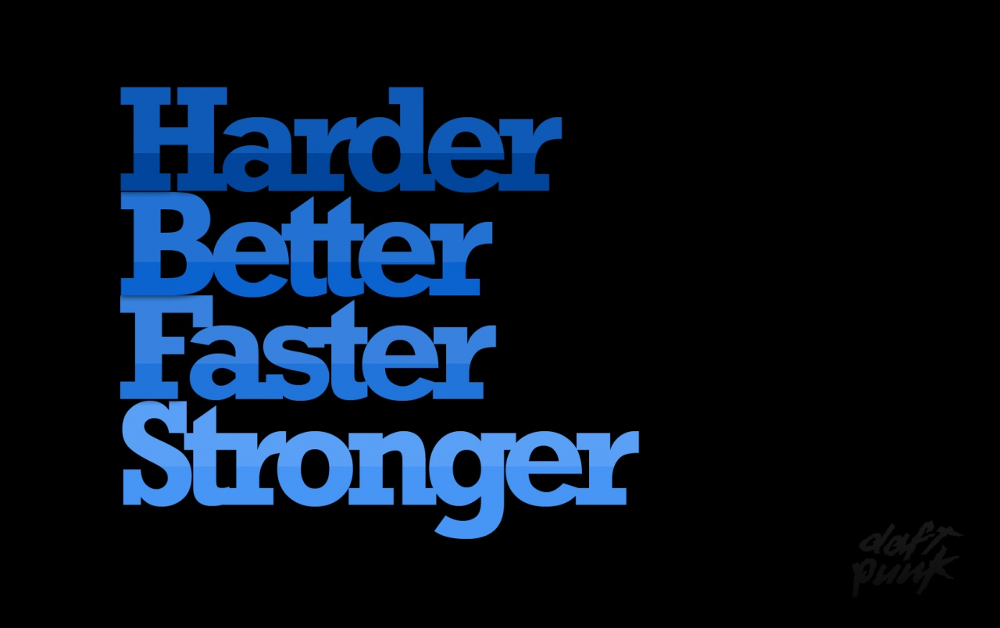 Harder
Better
Faster
Stronger
daft
punk